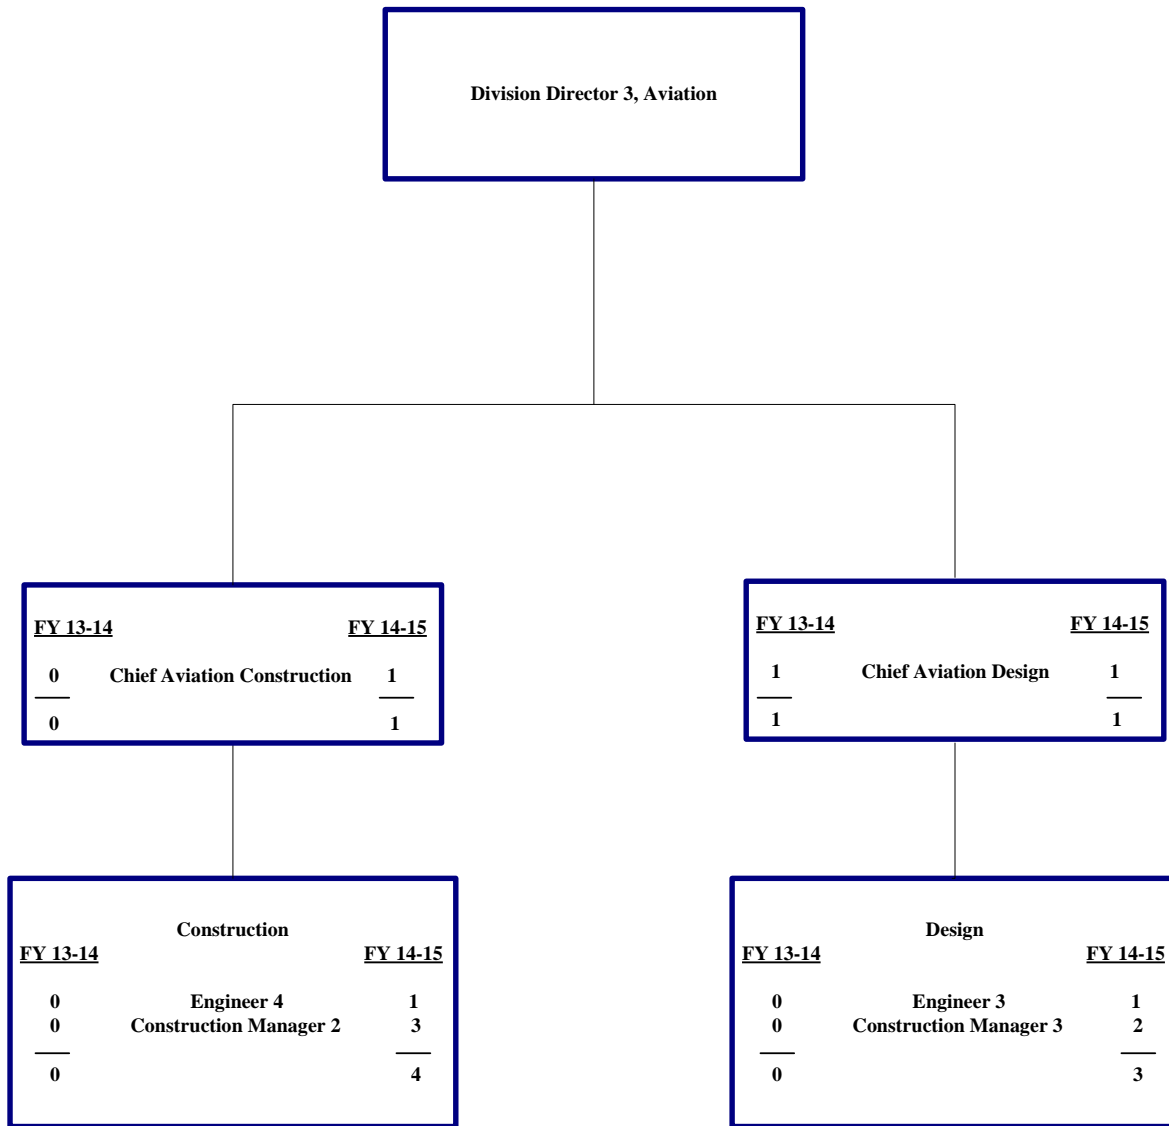 Division Director 3, Aviation
FY 13-14 FY 14-15
0 Chief Aviation Construction 1
0 1
FY 13-14 FY 14-15
1 Chief Aviation Design 1
1 1
Construction
FY 13-14 FY 14-15
0 Engineer 4 1
0 Construction Manager 2 3
0 4
Design
FY 13-14 FY 14-15
0 Engineer 3 1
0 Construction Manager 3 2
0 3